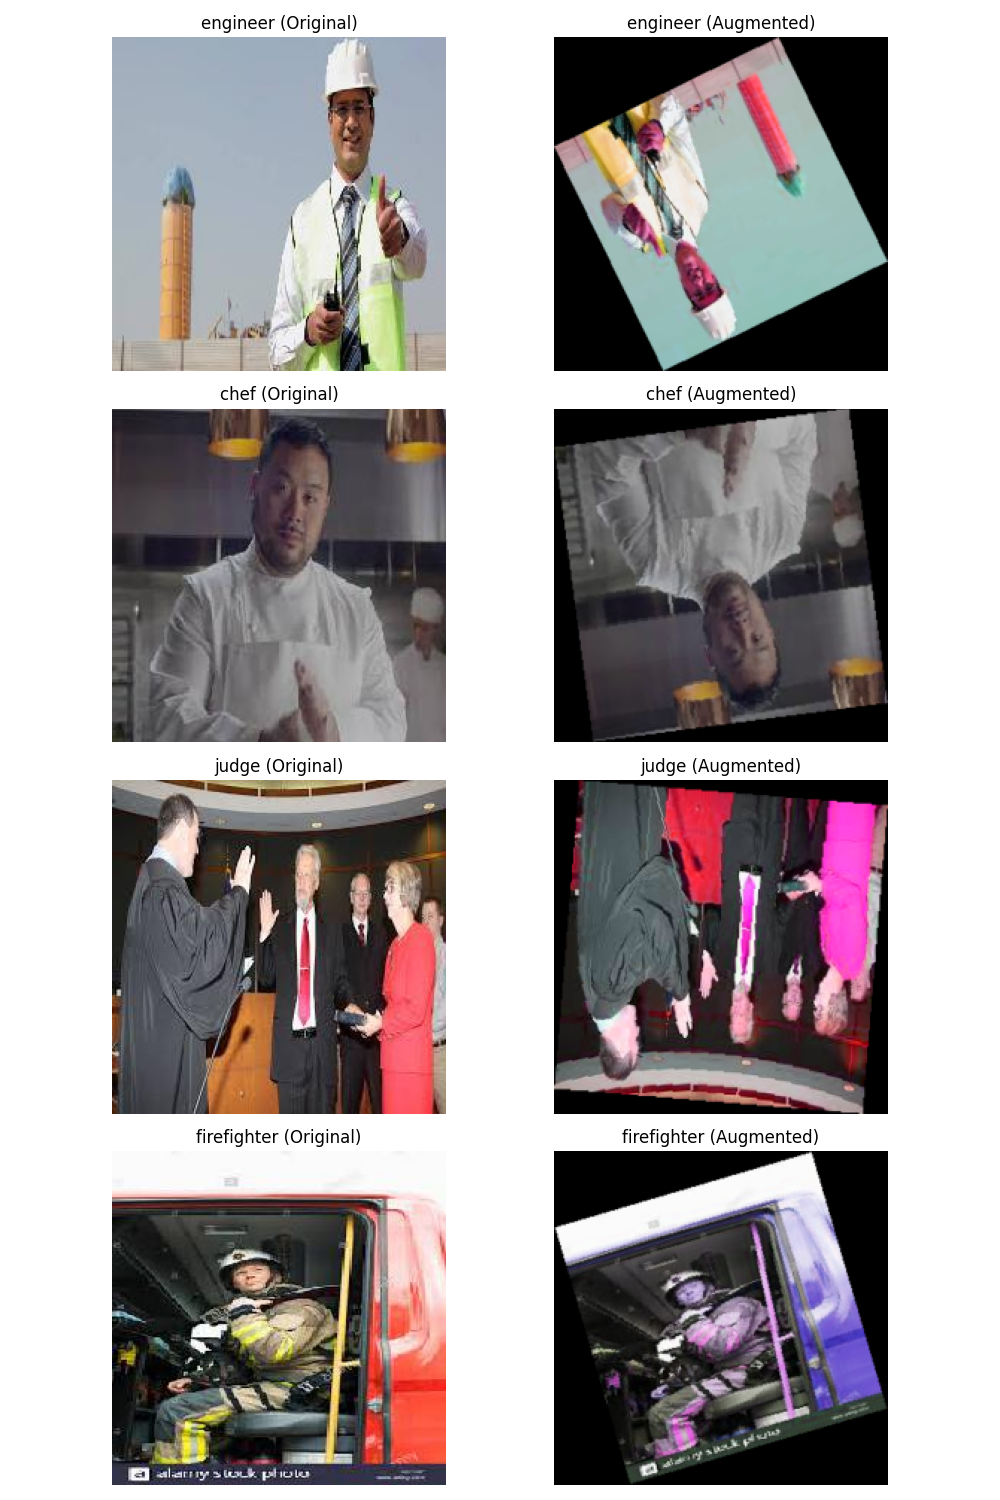 engineer (Original)
engineer (Augmented)
chef (Original)
chef (Augmented)
judge (Original)
judge (Augmented)
firefighter (Original)
firefighter (Augmented)
a alamy stock photo
a alamy stock photo